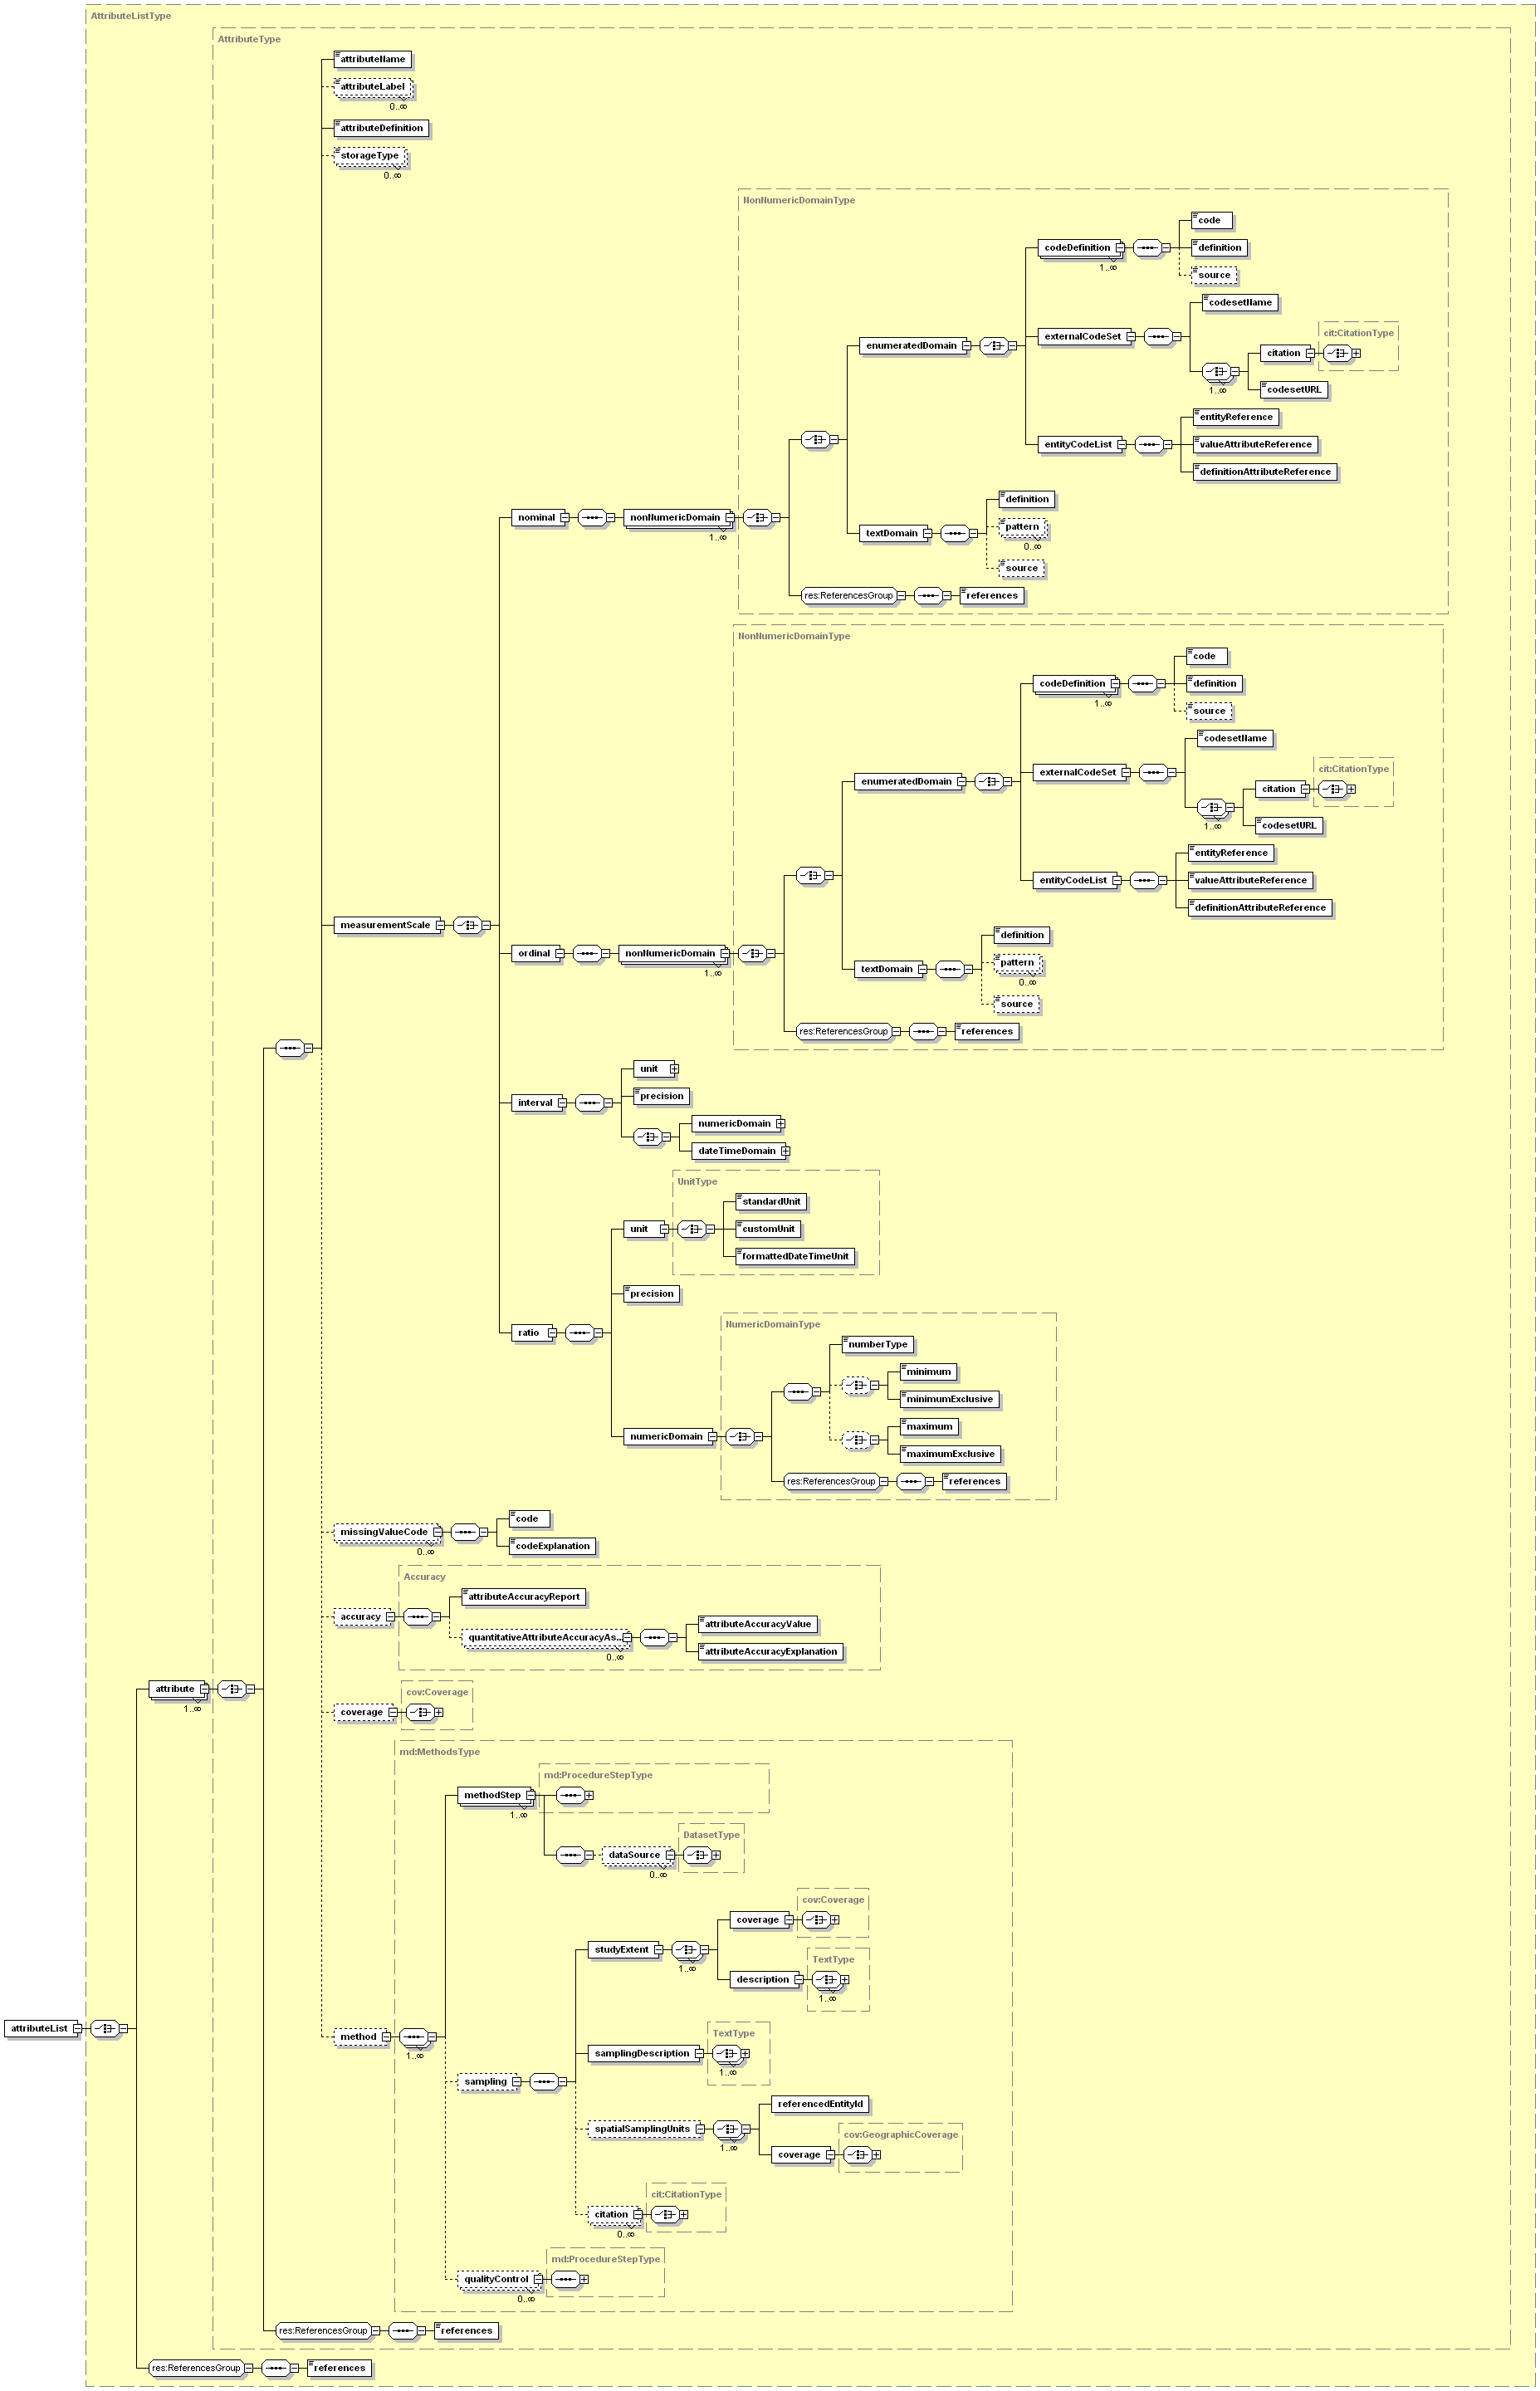 AttributeListType
AttributeType
attributeName
attributeLabel
0..∞
attributeDefinition
storageType
0..∞
NonNumericDomainType
code
codeDefinition
definition
1..∞
source
codesetName
cit:CitationType
externalCodeSet
enumeratedDomain
citation
1..∞
codesetURL
entityReference
entityCodeList
valueAttributeReference
definitionAttributeReference
definition
nominal
nonNumericDomain
1..∞
pattern
textDomain
0..∞
source
res:ReferencesGroup
references
NonNumericDomainType
code
codeDefinition
definition
1..∞
source
codesetName
cit:CitationType
externalCodeSet
enumeratedDomain
citation
1..∞
codesetURL
entityReference
entityCodeList
valueAttributeReference
definitionAttributeReference
measurementScale
definition
ordinal
nonNumericDomain
1..∞
pattern
textDomain
0..∞
source
res:ReferencesGroup
references
unit
precision
interval
numericDomain
dateTimeDomain
UnitType
standardUnit
unit
customUnit
formattedDateTimeUnit
precision
NumericDomainType
ratio
numberType
minimum
minimumExclusive
maximum
numericDomain
maximumExclusive
res:ReferencesGroup
references
code
missingValueCode
0..∞
codeExplanation
Accuracy
attributeAccuracyReport
accuracy
attributeAccuracyValue
quantitativeAttributeAccuracyAs...
0..∞
attributeAccuracyExplanation
attribute
1..∞
cov:Coverage
coverage
md:MethodsType
md:ProcedureStepType
methodStep
1..∞
DatasetType
dataSource
0..∞
cov:Coverage
coverage
studyExtent
1..∞
TextType
description
1..∞
attributeList
method
1..∞
TextType
samplingDescription
1..∞
sampling
referencedEntityId
spatialSamplingUnits
1..∞
cov:GeographicCoverage
coverage
cit:CitationType
citation
0..∞
md:ProcedureStepType
qualityControl
0..∞
res:ReferencesGroup
references
res:ReferencesGroup
references